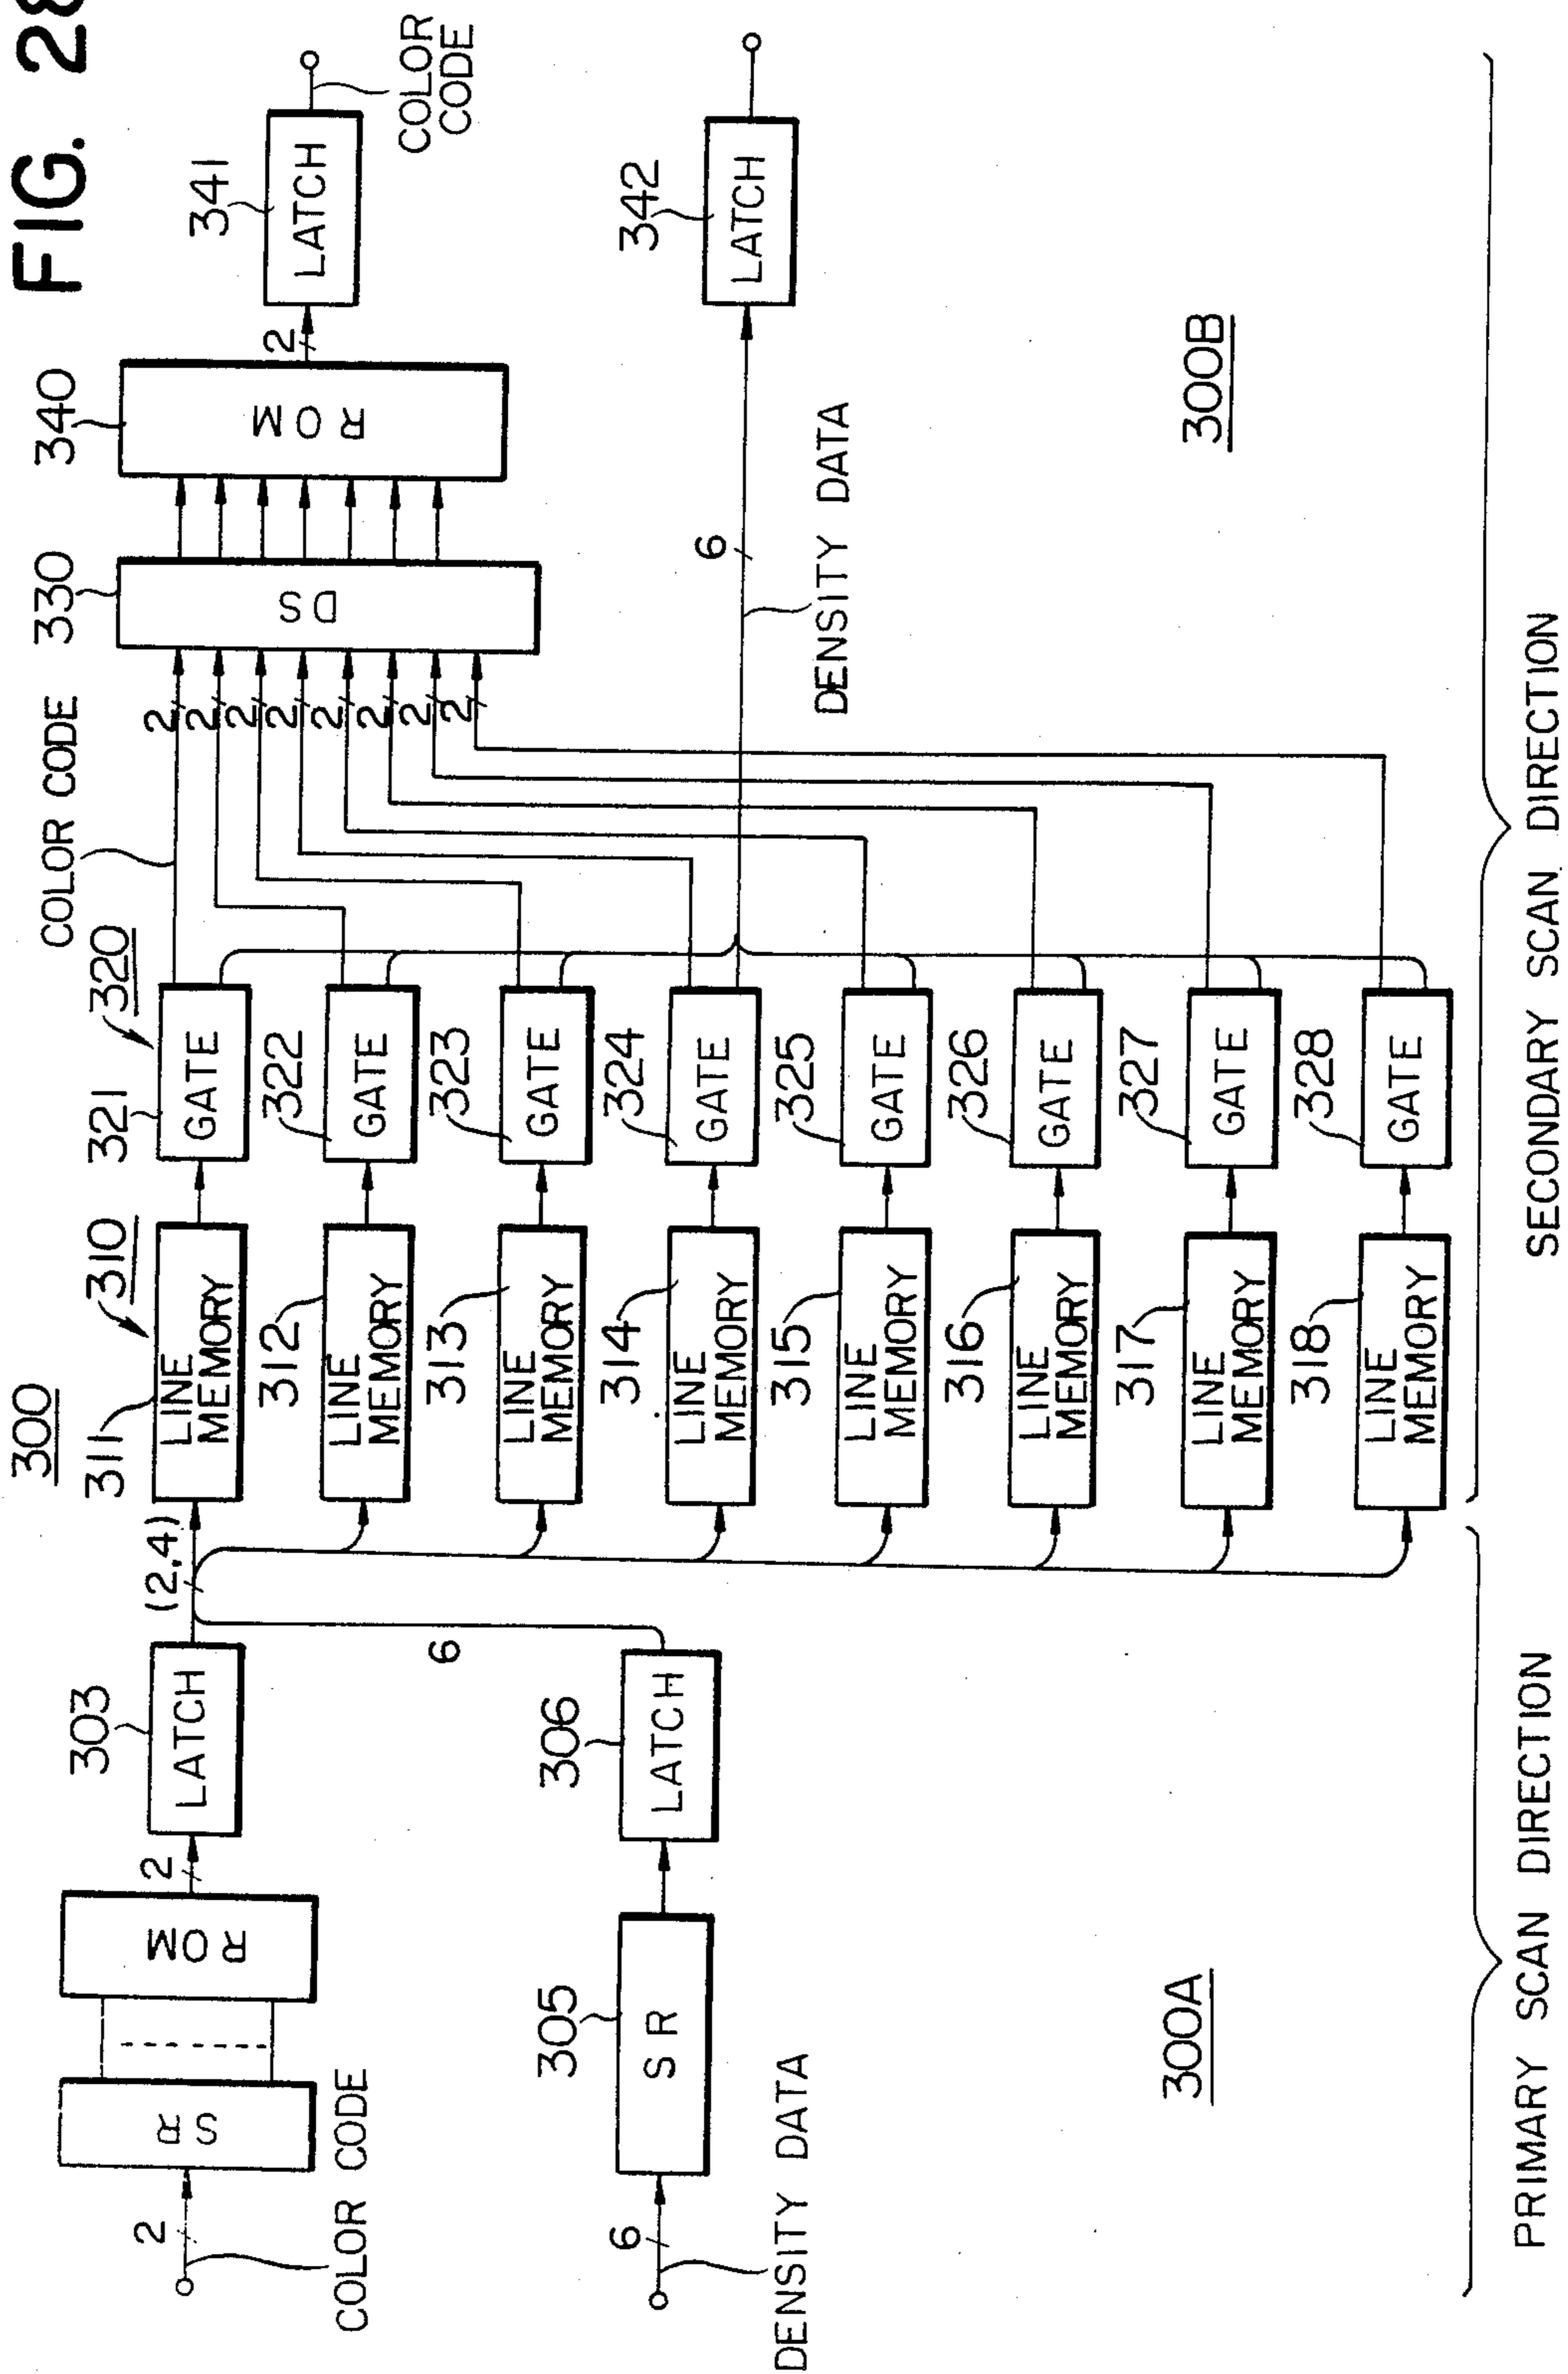 FIG. 28
300
COLOR CODE
2
SR
ROM
2
303
LATCH
(2,4)
DENSITY DATA
6
305
SR
306
LATCH
6
300A
PRIMARY SCAN DIRECTION
310
311
LINE
MEMORY
312
LINE
MEMORY
313
LINE
MEMORY
314
LINE
MEMORY
315
LINE
MEMORY
316
LINE
MEMORY
317
LINE
MEMORY
318
LINE
MEMORY
320
321
GATE
322
GATE
323
GATE
324
GATE
325
GATE
326
GATE
327
GATE
328
GATE
COLOR CODE
2
2
2
2
2
2
2
2
330
DS
340
ROM
2
341
LATCH
COLOR
CODE
6
DENSITY DATA
342
LATCH
300B
SECONDARY SCAN DIRECTION